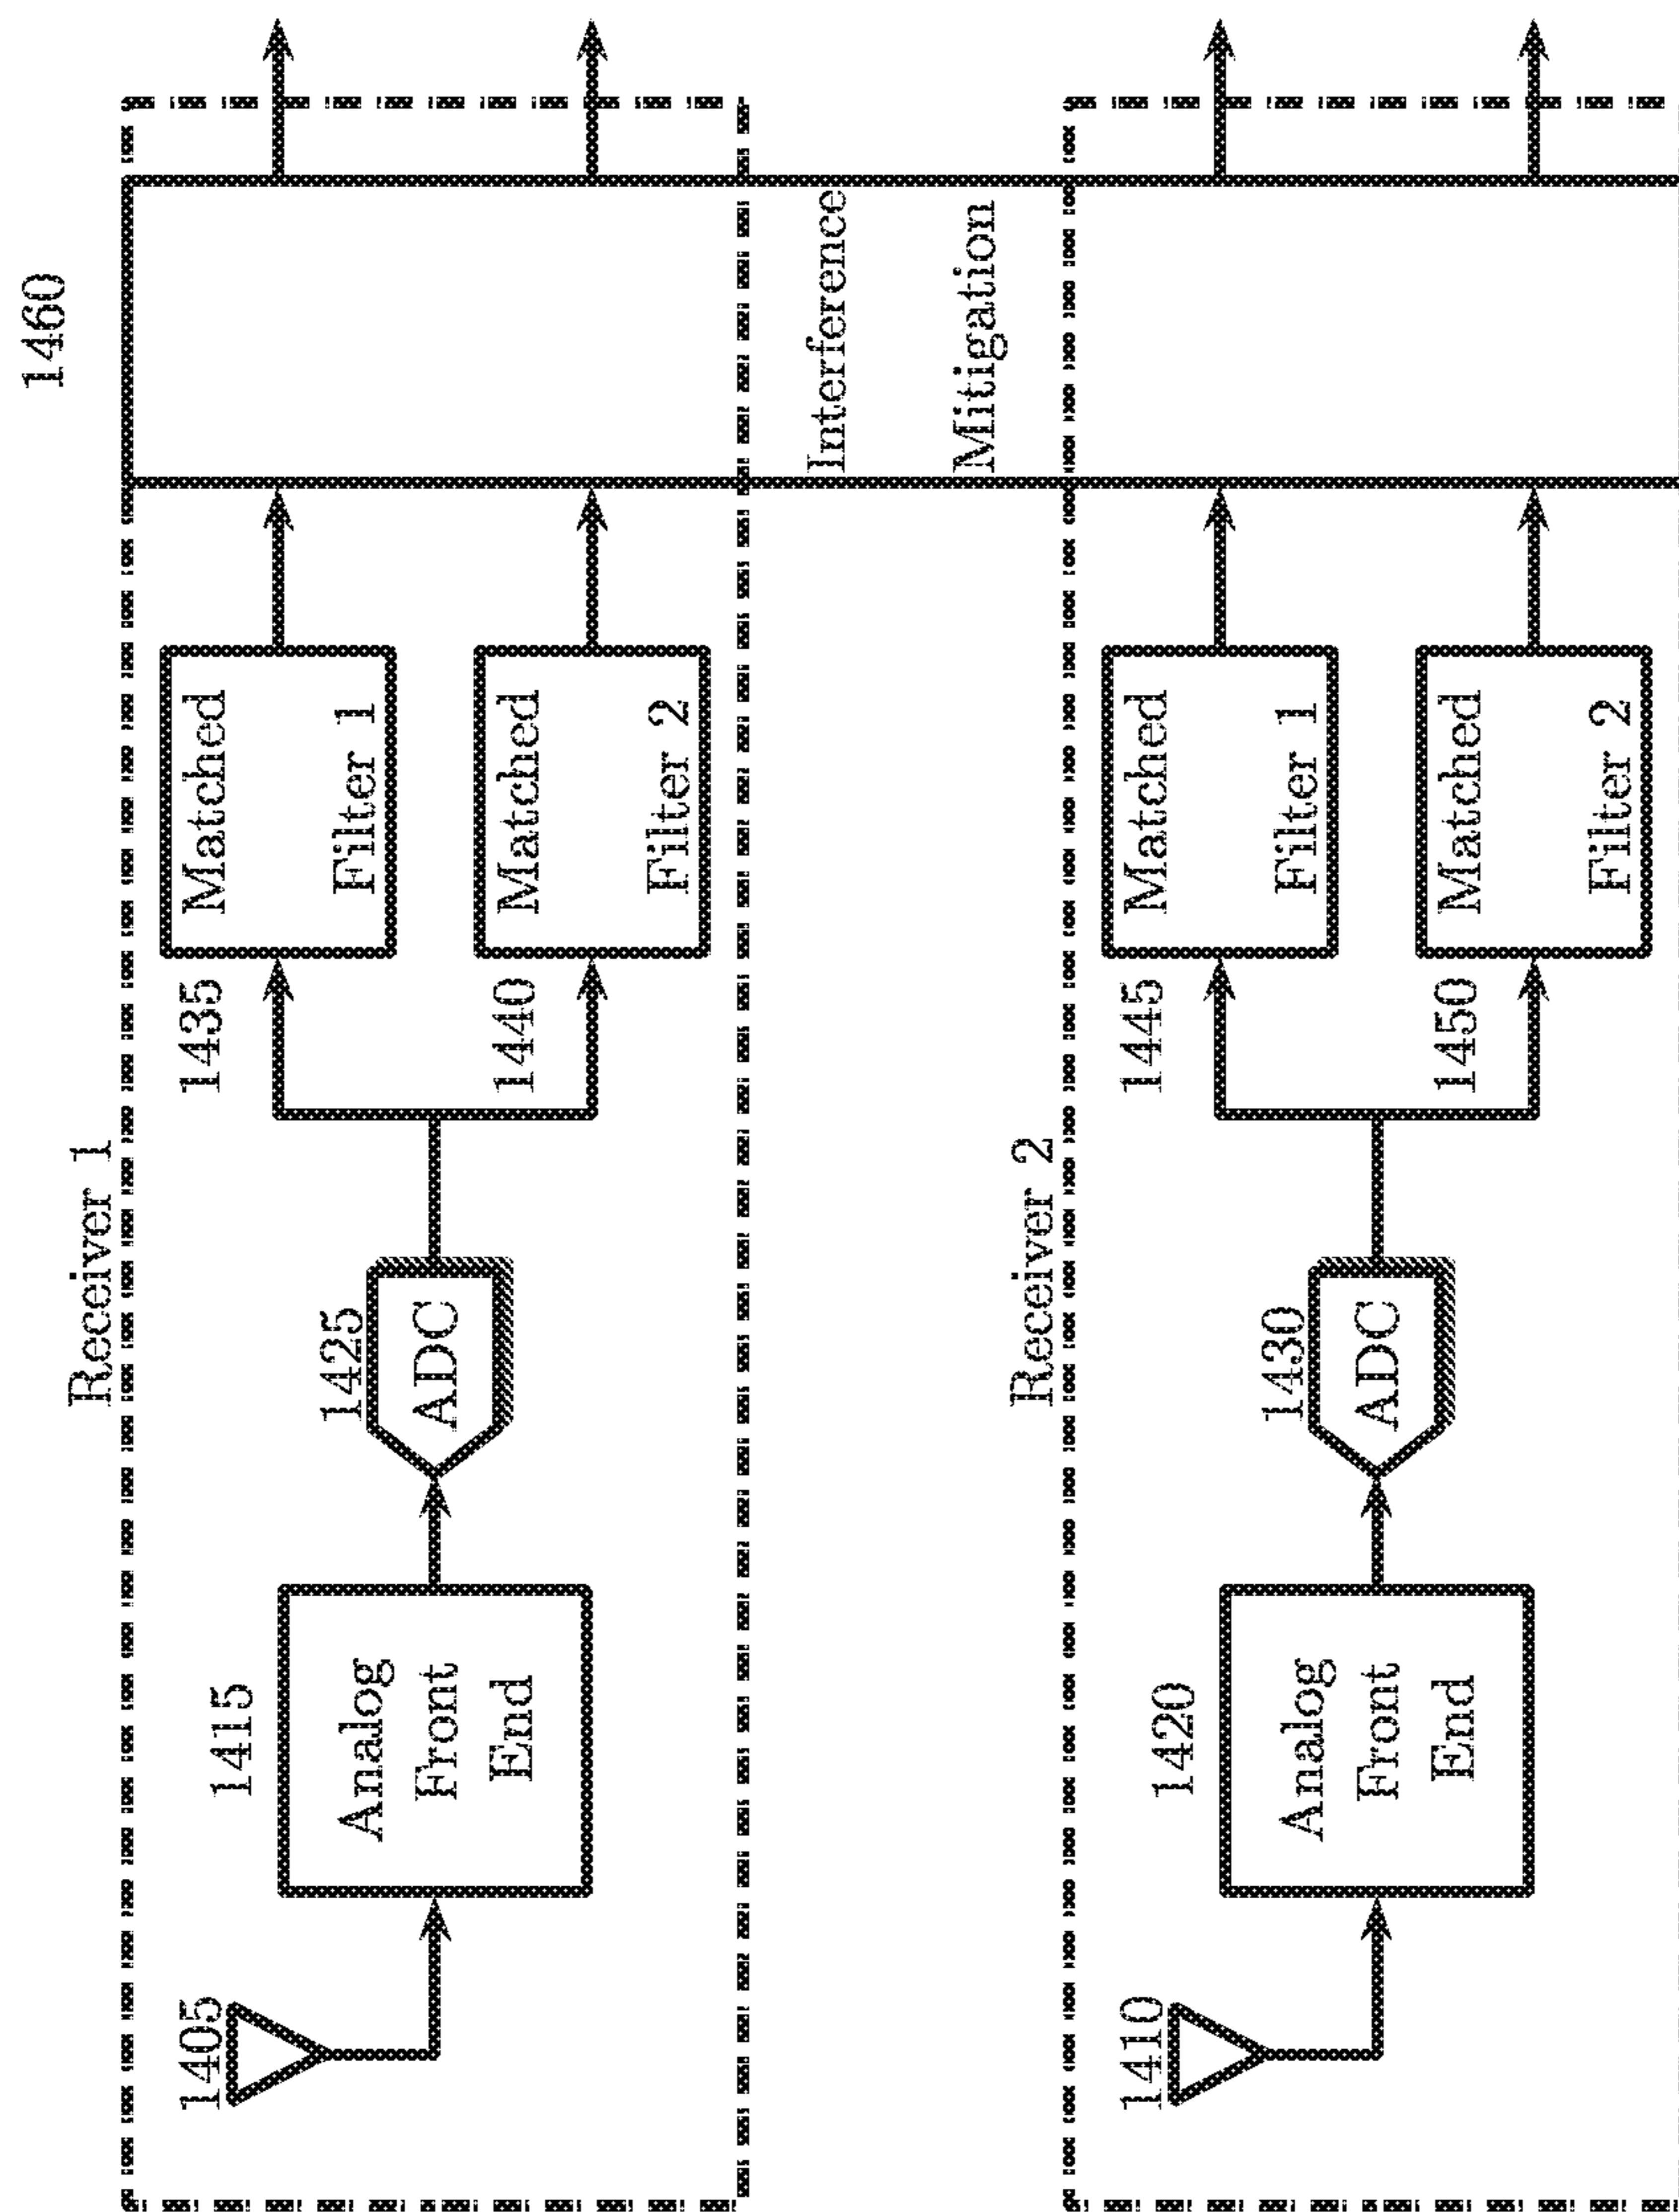 1460
Receiver 1
1405
1415
Analog
Front
End
1425
ADC
1435
Matched
Filter 1
1440
Matched
Filter 2
Interference
Mitigation
Receiver 2
1410
1420
Analog
Front
End
1430
ADC
1445
Matched
Filter 1
1450
Matched
Filter 2